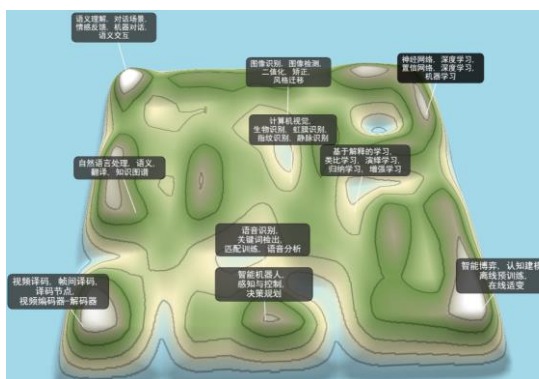 语义理解, 对话场景,
情感反馈, 机器对话,
语义交互
图像识别, 图像检测,
二值化, 矫正,
风格迁移
神经网络, 深度学习,
置信网络, 深度学习,
机器学习
计算机视觉,
生物识别, 虹膜识别,
指纹识别, 静脉识别
基于解释的学习,
类比学习, 演绎学习,
归纳学习, 增强学习
自然语言处理, 语义,
翻译, 知识图谱
语音识别,
关键词检出,
匹配训练, 语音分析
智能机器人,
感知与控制,
决策规划
智能博弈, 认知建模
离线预训练,
在线适变
视频译码, 帧间译码,
译码节点,
视频编码器-解码器